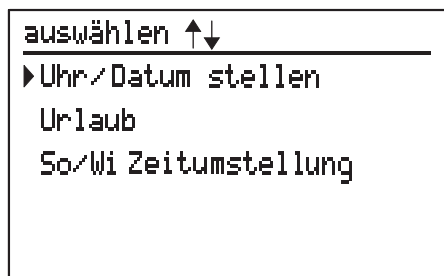 auswählen ↑↓
▶Uhr/Datum stellen
Urlaub
So/Wi Zeitumstellung